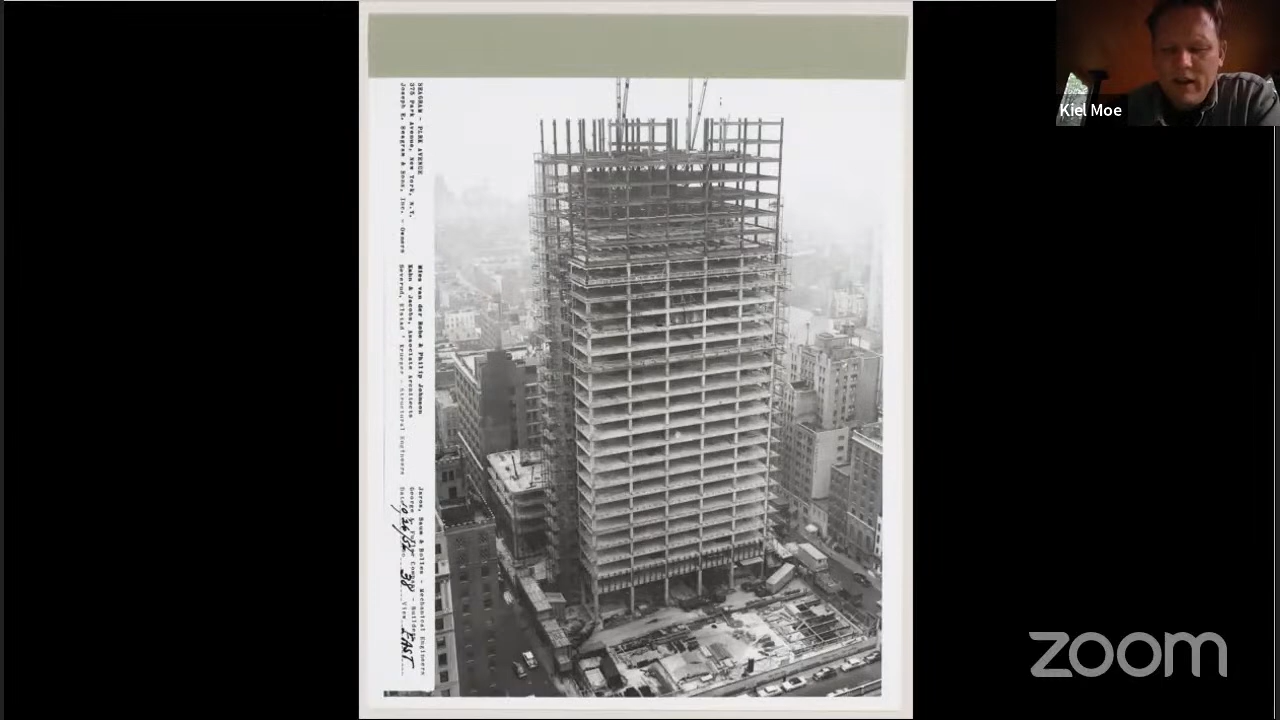 SEAGRAM - PARK AVENUE
375 Park Avenue, New York, N.Y.
Joseph E. Seagram & Sons, Inc. - Owners
Mies van der Rohe & Philip Johnson
Kahn & Jacobs, Associate Architects
Severud, Elstad Krueger - Structural Engineers
Jaros, Baum & Bolles - Mechanical Engineers
George A. Fuller Company - Builders
View EAST
Kiel Moe
zoom